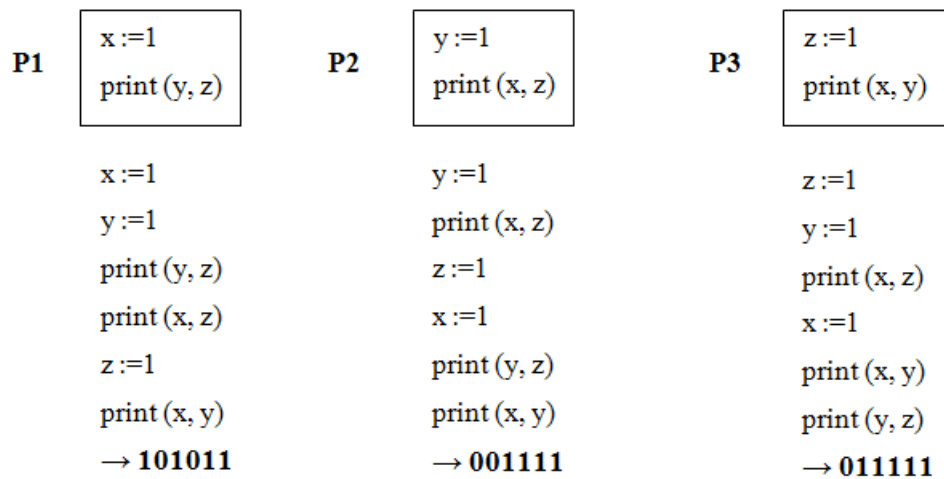 P1
x :=1
print (y, z)
P2
y :=1
print (x, z)
P3
z :=1
print (x, y)
x :=1
y :=1
print (y, z)
print (x, z)
z :=1
print (x, y)
→ 101011
y :=1
print (x, z)
z :=1
x :=1
print (y, z)
print (x, y)
→ 001111
z :=1
y :=1
print (x, z)
x :=1
print (x, y)
print (y, z)
→ 011111